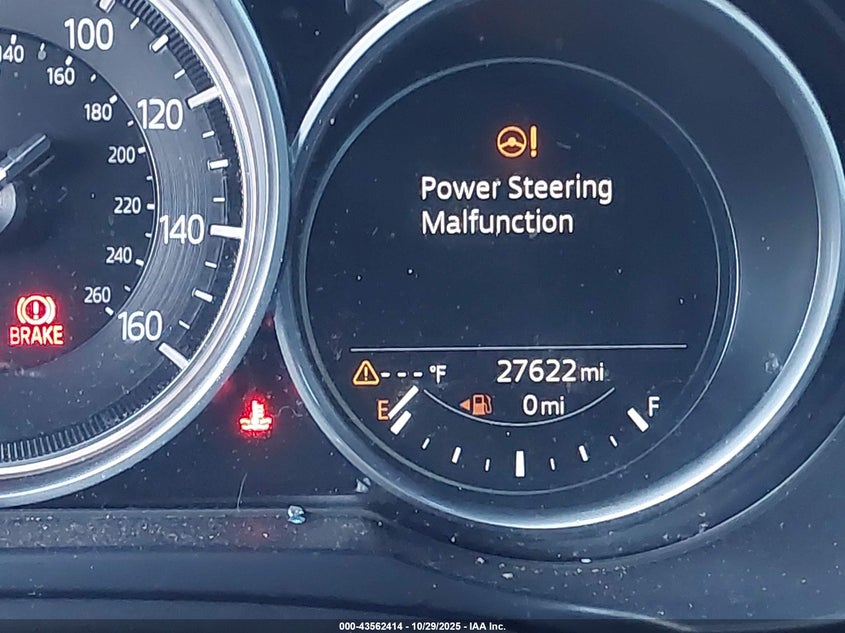 100
120
140
160
140
160
180
200
220
240
260
BRAKE
Power Steering
Malfunction
---°F 27622 mi
E 0 mi F
000-43562414 - 10/29/2025 - IAA Inc.